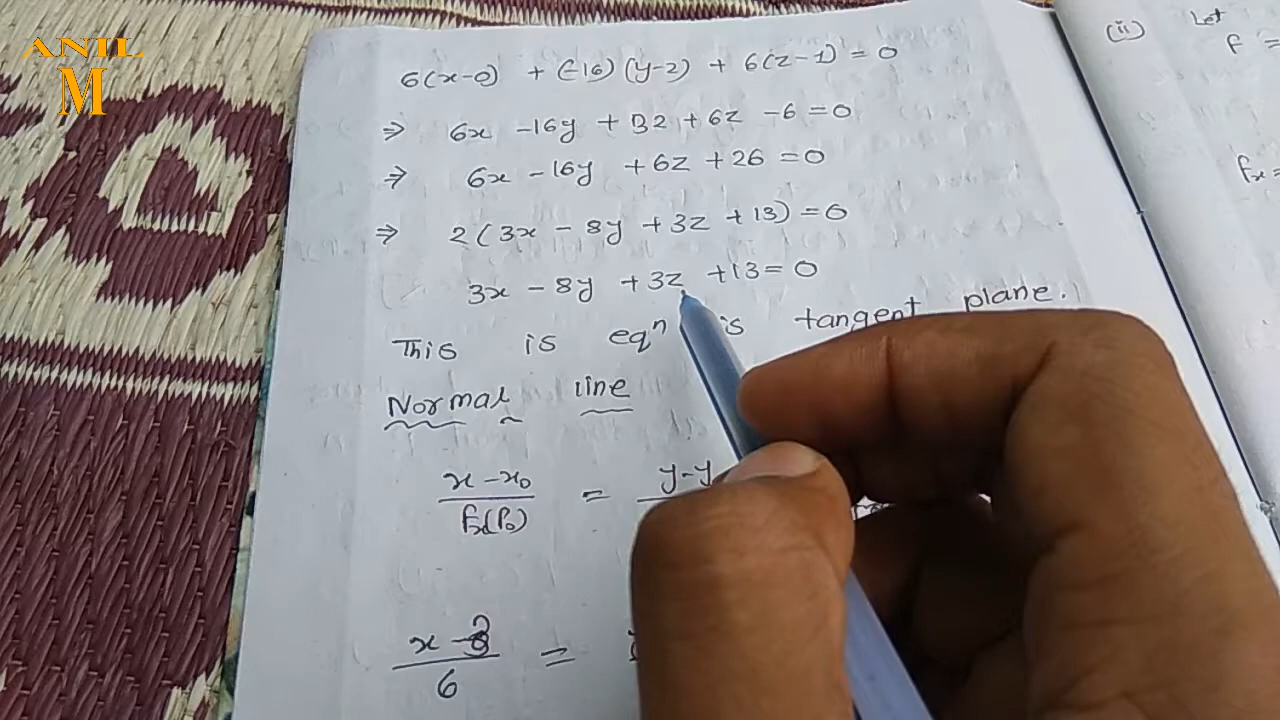 ANIL
M
6(x-0) + (-16)(y-2) + 6(z-1) = 0
⇒ 6x -16y + 32 + 6z - 6 = 0
⇒ 6x - 16y + 6z + 26 = 0
⇒ 2(3x - 8y + 3z + 13) = 0
3x - 8y + 3z + 13 = 0
This is eqⁿ is tangent plane.
Normal line
x - x₀ / fx(P₀) = y - y
x - / 6 =
(ii) Let
f =
fx =